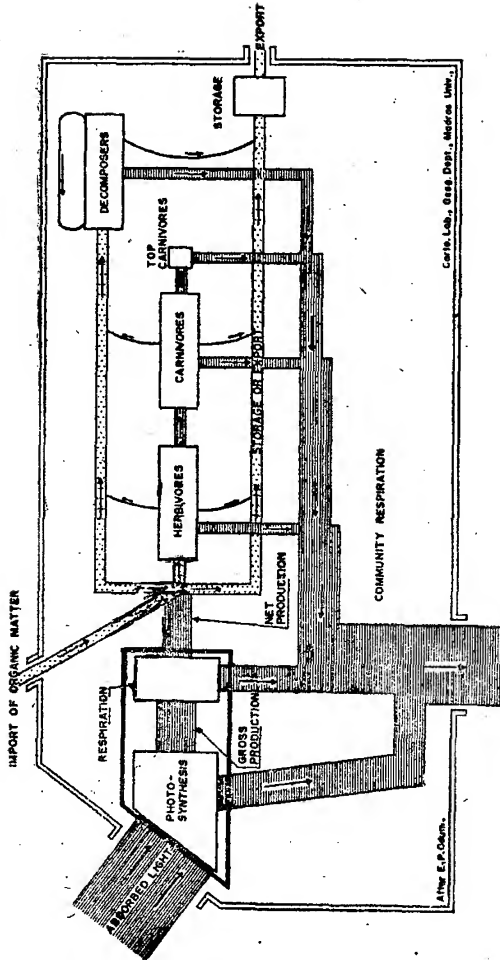 IMPORT OF ORGANIC MATTER
ABSORBED LIGHT
PHOTO-
SYNTHESIS
RESPIRATION
GROSS
PRODUCTION
NET
PRODUCTION
HERBIVORES
CARNIVORES
TOP
CARNIVORES
DECOMPOSERS
STORAGE OR EXPORT
STORAGE
EXPORT
COMMUNITY RESPIRATION
After E.P. Odum.
Carto. Lab., Geog. Dept., Madras Univ.,